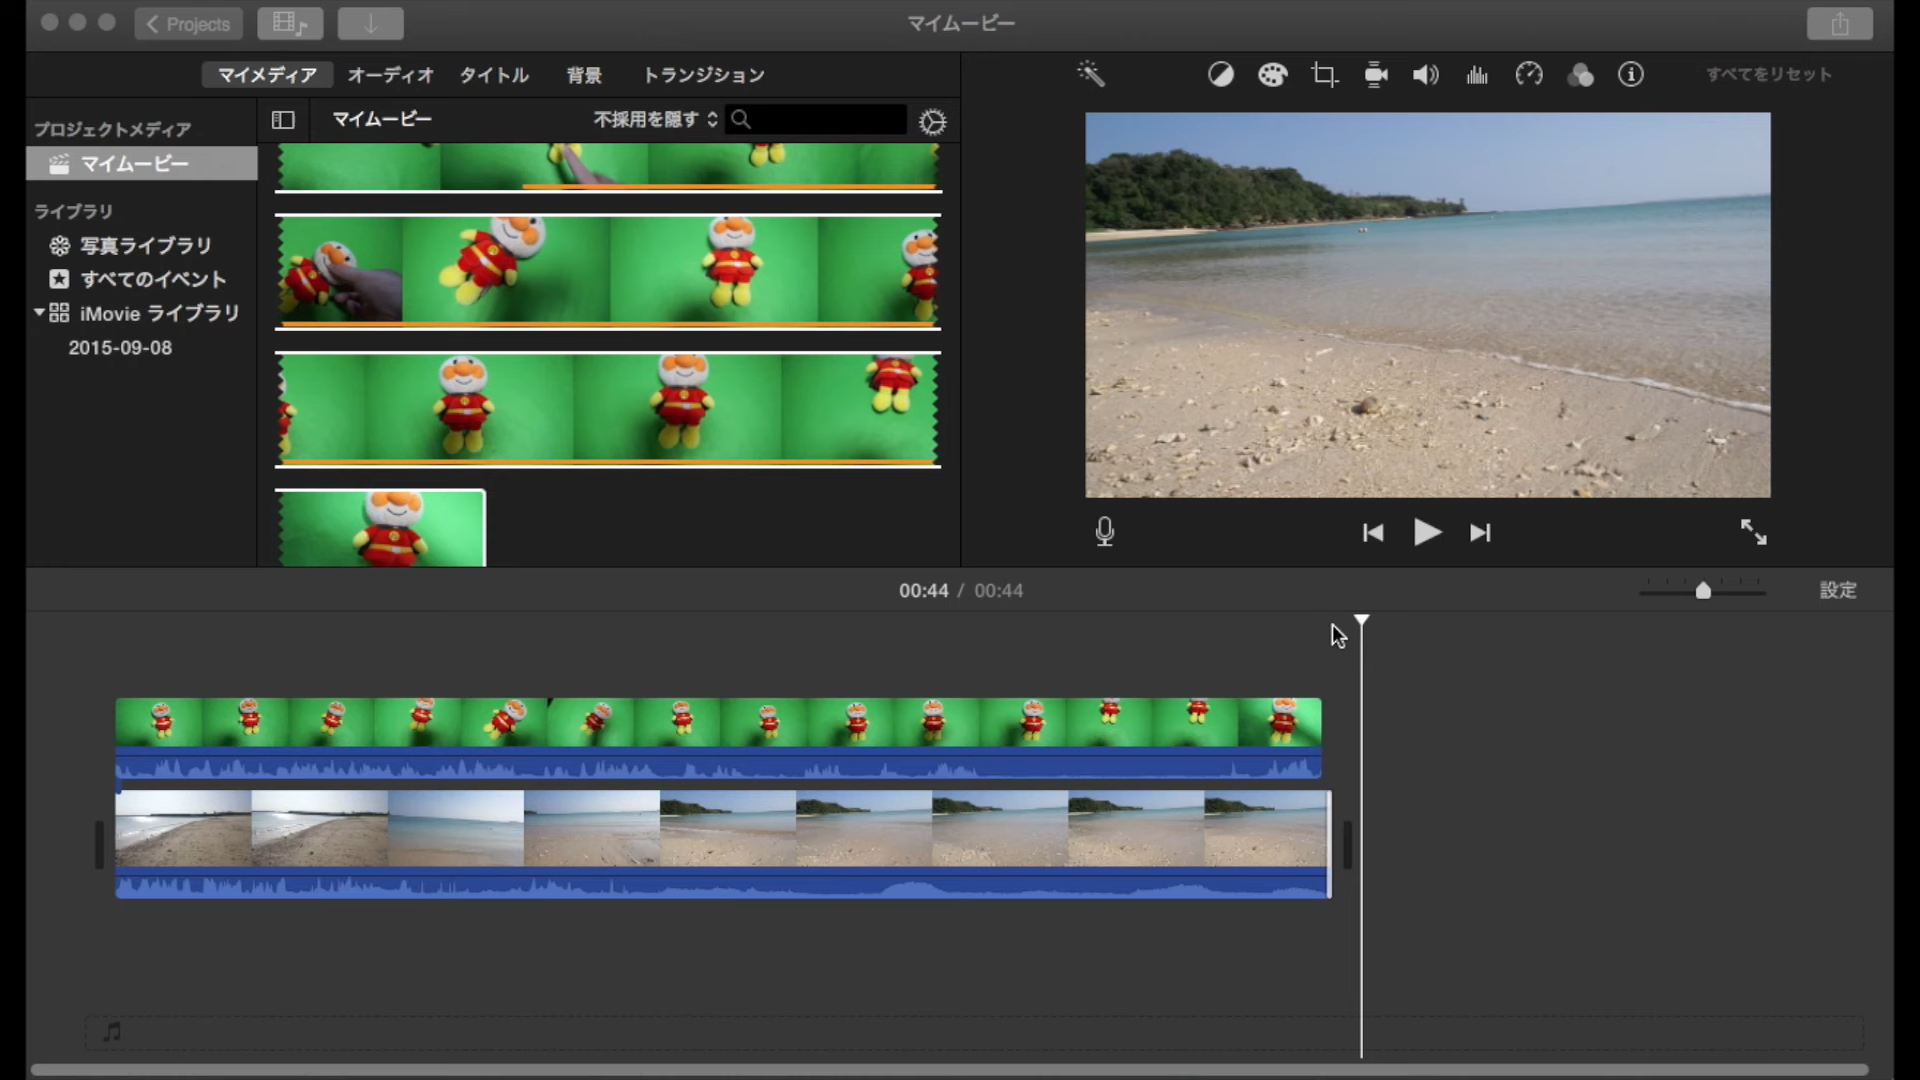 Projects
マイムービー
マイメディア
オーディオ
タイトル
背景
トランジション
すべてをリセット
プロジェクトメディア
マイムービー
ライブラリ
写真ライブラリ
すべてのイベント
iMovie ライブラリ
2015-09-08
マイムービー
不採用を隠す
00:44 / 00:44
設定